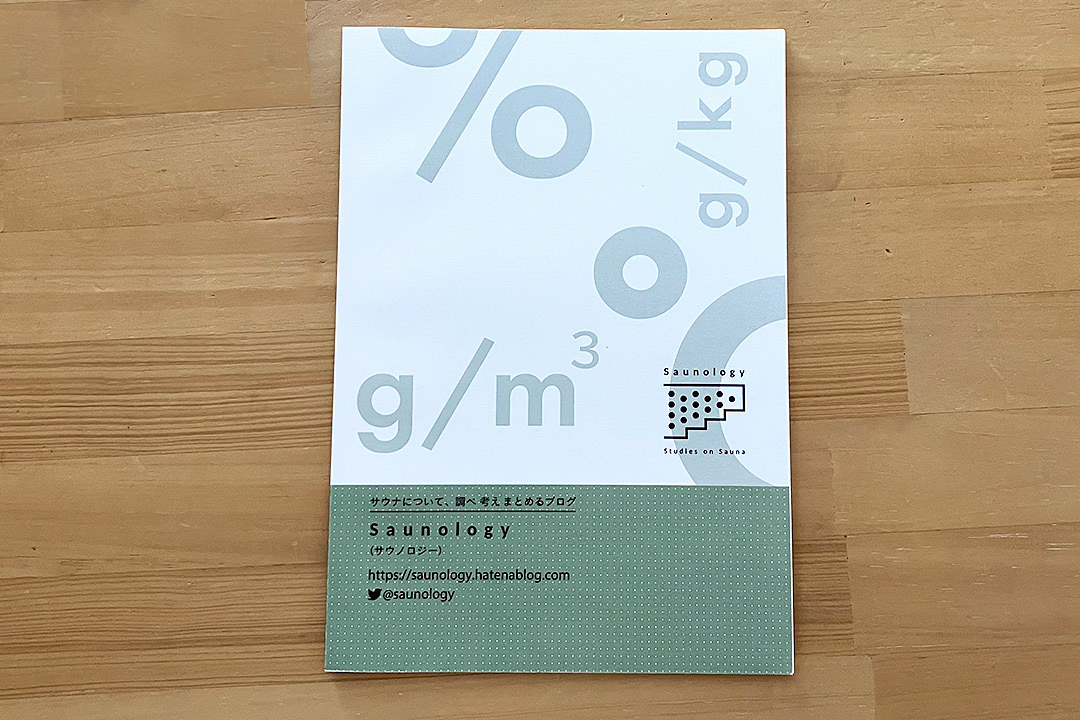 %
g/kg
°C
g/m³
Saunology
Studies on Sauna
サウナについて、調べ 考え まとめるブログ
Saunology
(サウノロジー)
https://saunology.hatenablog.com
@saunology